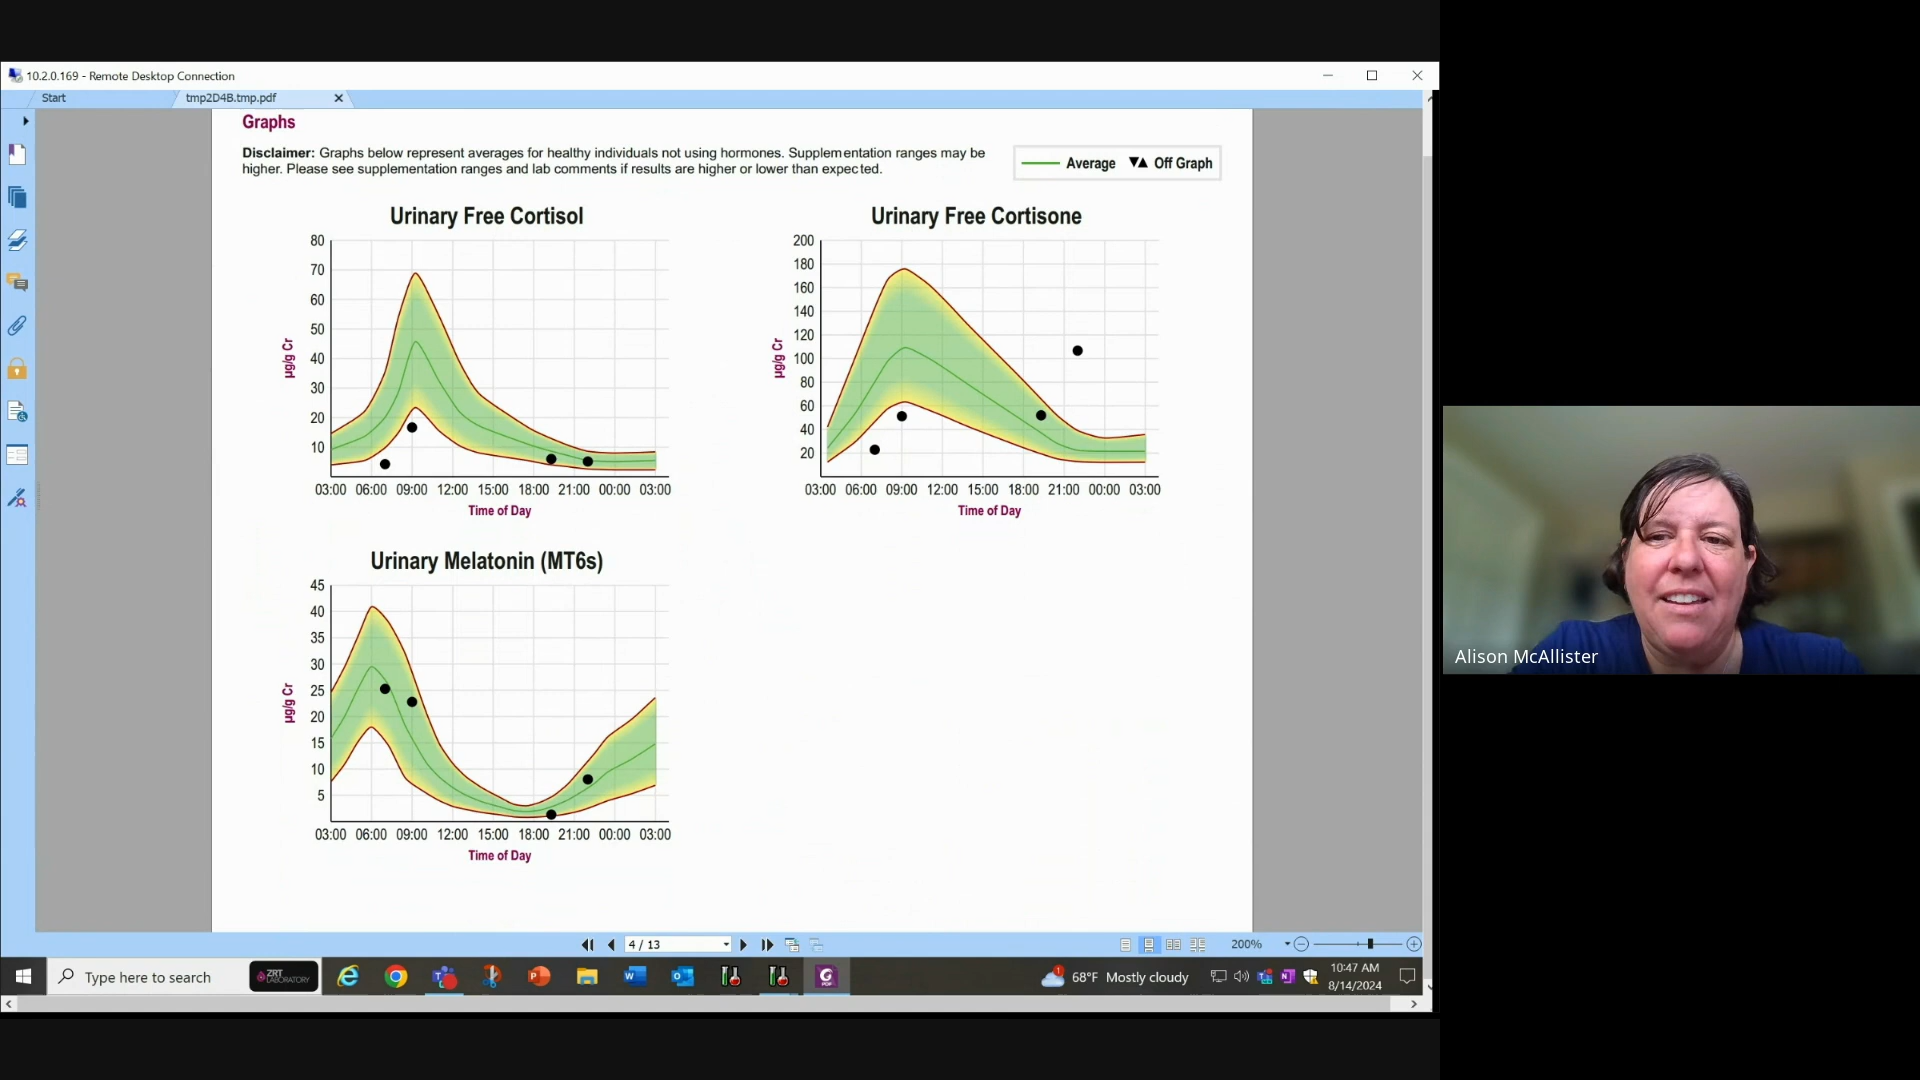 10.2.0.169 - Remote Desktop Connection
Start
tmp2D4B.tmp.pdf
Graphs
Disclaimer: Graphs below represent averages for healthy individuals not using hormones. Supplementation ranges may be
higher. Please see supplementation ranges and lab comments if results are higher or lower than expected.
Average
Off Graph
Urinary Free Cortisol
80
70
60
50
40
30
20
10
µg/g Cr
03:00 06:00 09:00 12:00 15:00 18:00 21:00 00:00 03:00
Time of Day
Urinary Free Cortisone
200
180
160
140
120
100
80
60
40
20
µg/g Cr
03:00 06:00 09:00 12:00 15:00 18:00 21:00 00:00 03:00
Time of Day
Urinary Melatonin (MT6s)
45
40
35
30
25
20
15
10
5
µg/g Cr
03:00 06:00 09:00 12:00 15:00 18:00 21:00 00:00 03:00
Time of Day
Alison McAllister
4 / 13
200%
Type here to search
ZRT
LABORATORY
68°F Mostly cloudy
10:47 AM
8/14/2024